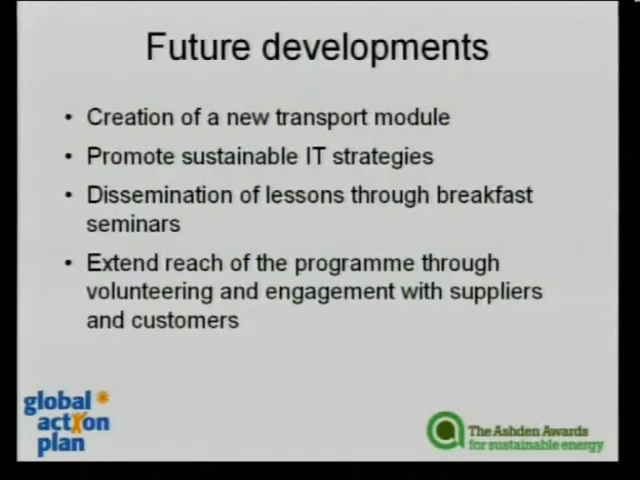 Future developments
• Creation of a new transport module
• Promote sustainable IT strategies
• Dissemination of lessons through breakfast
seminars
• Extend reach of the programme through
volunteering and engagement with suppliers
and customers
global
action
plan
The Ashden Awards
for sustainable energy